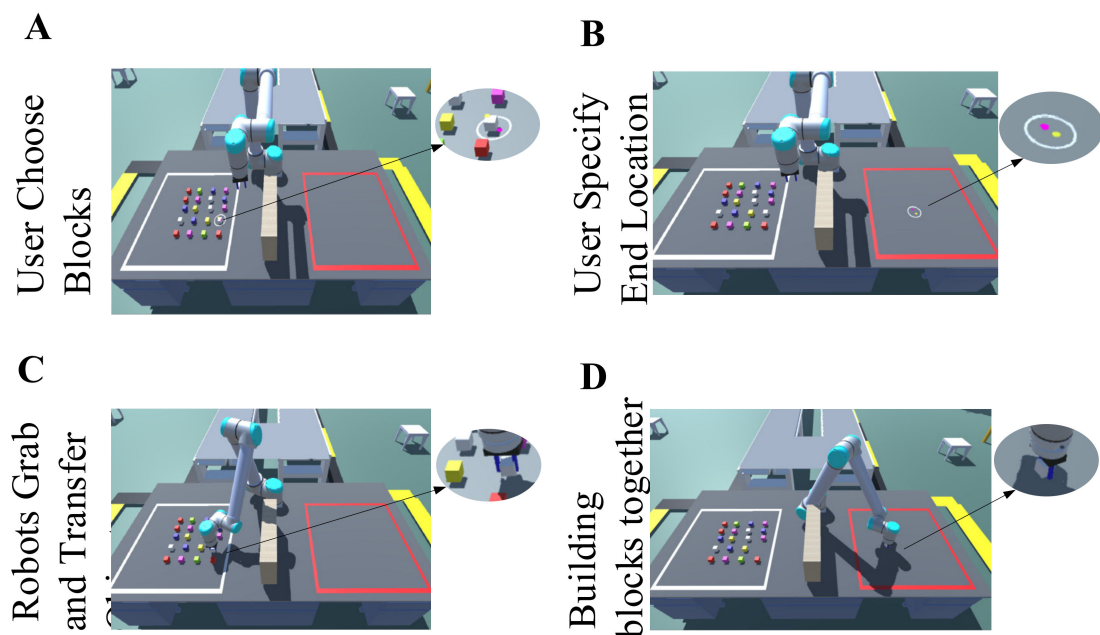 A
User Choose
Blocks
B
User Specify
End Location
C
Robots Grab
and Transfer
D
Building
blocks together